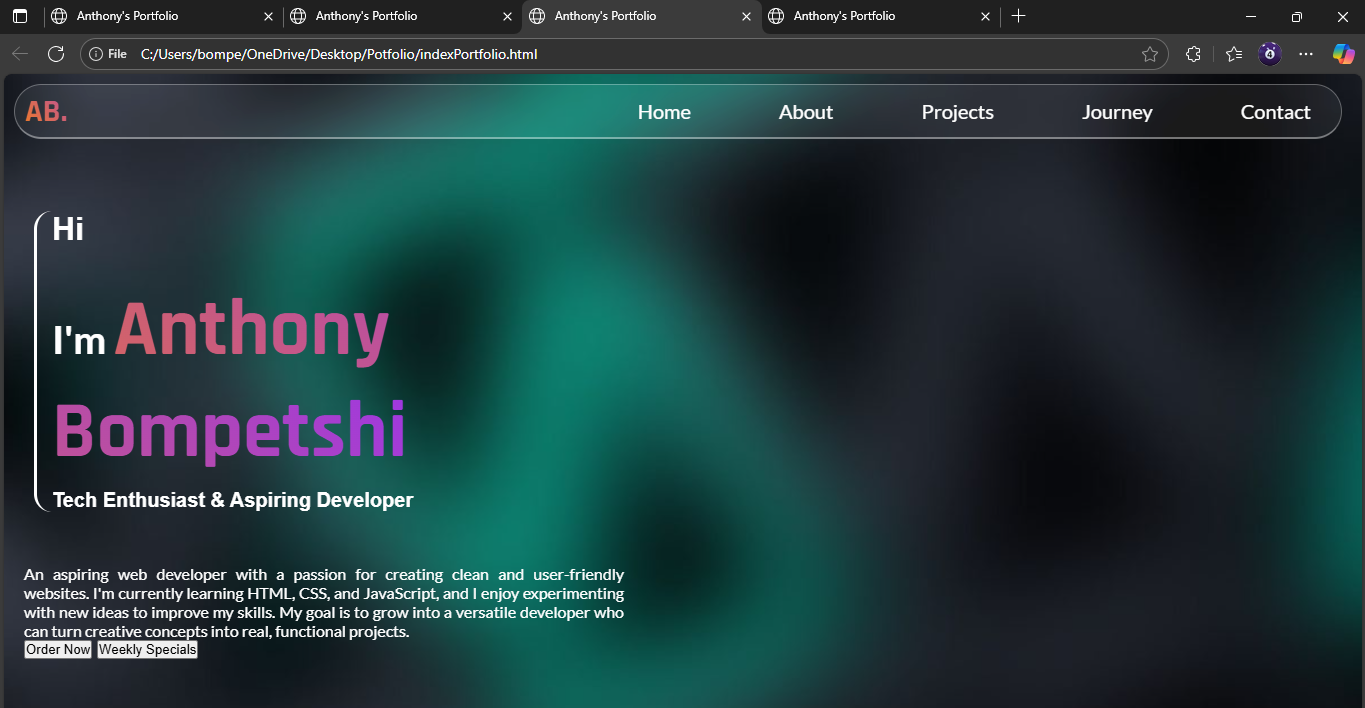 Anthony's Portfolio
Anthony's Portfolio
Anthony's Portfolio
Anthony's Portfolio
File C:/Users/bompe/OneDrive/Desktop/Potfolio/indexPortfolio.html
AB. Home About Projects Journey Contact
Hi
I'm Anthony
Bompetshi
Tech Enthusiast & Aspiring Developer
An aspiring web developer with a passion for creating clean and user-friendly
websites. I'm currently learning HTML, CSS, and JavaScript, and I enjoy experimenting
with new ideas to improve my skills. My goal is to grow into a versatile developer who
can turn creative concepts into real, functional projects.
Order Now Weekly Specials